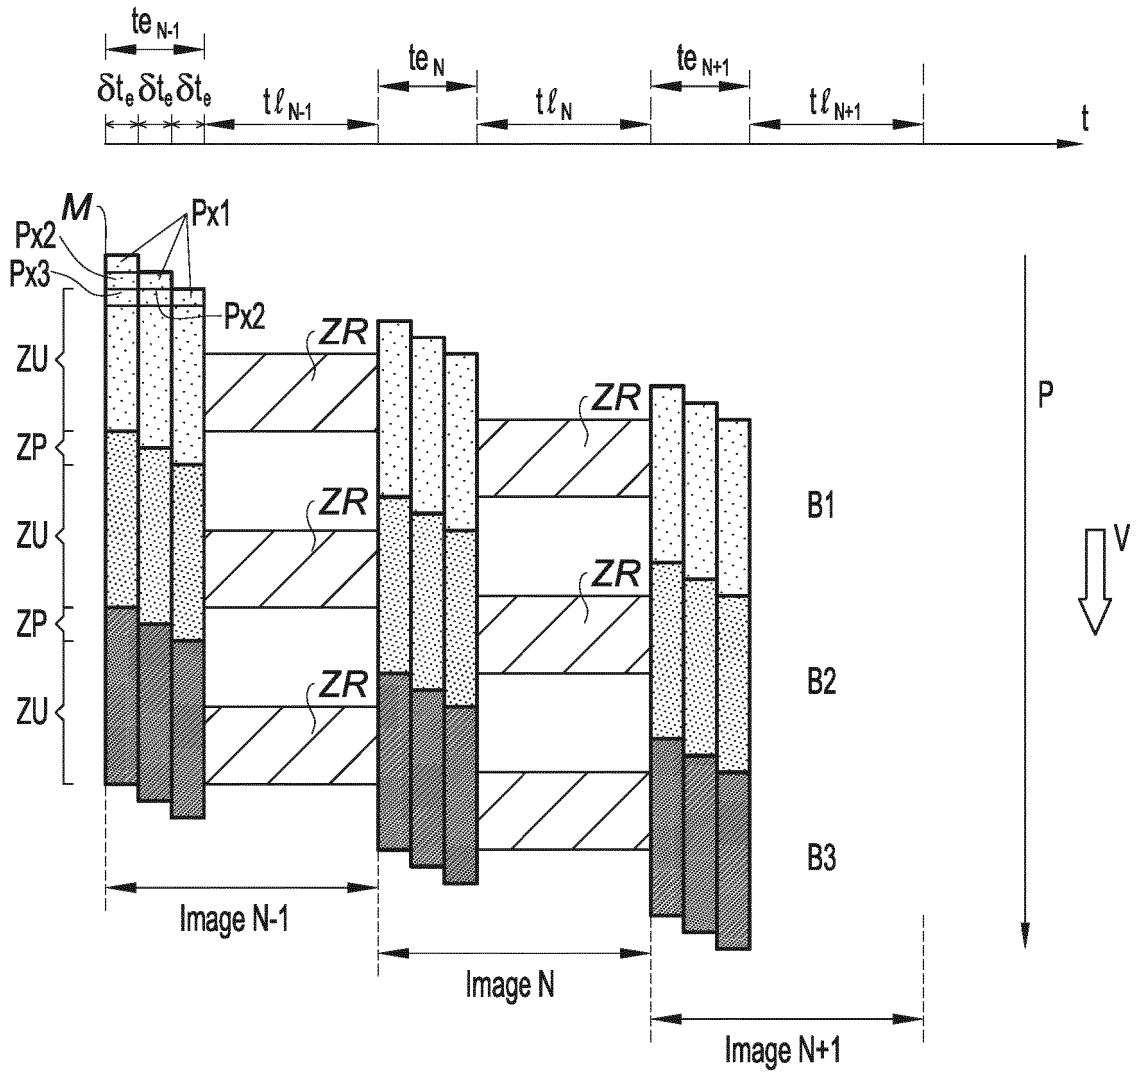 te N-1
te N
te N+1
δte δte δte
tℓ N-1
tℓ N
tℓ N+1
t
M
Px1
Px2
Px3
Px2
ZU
ZR
ZR
P
ZP
B1
ZR
ZU
ZR
V
ZP
B2
ZR
ZU
B3
Image N-1
Image N
Image N+1